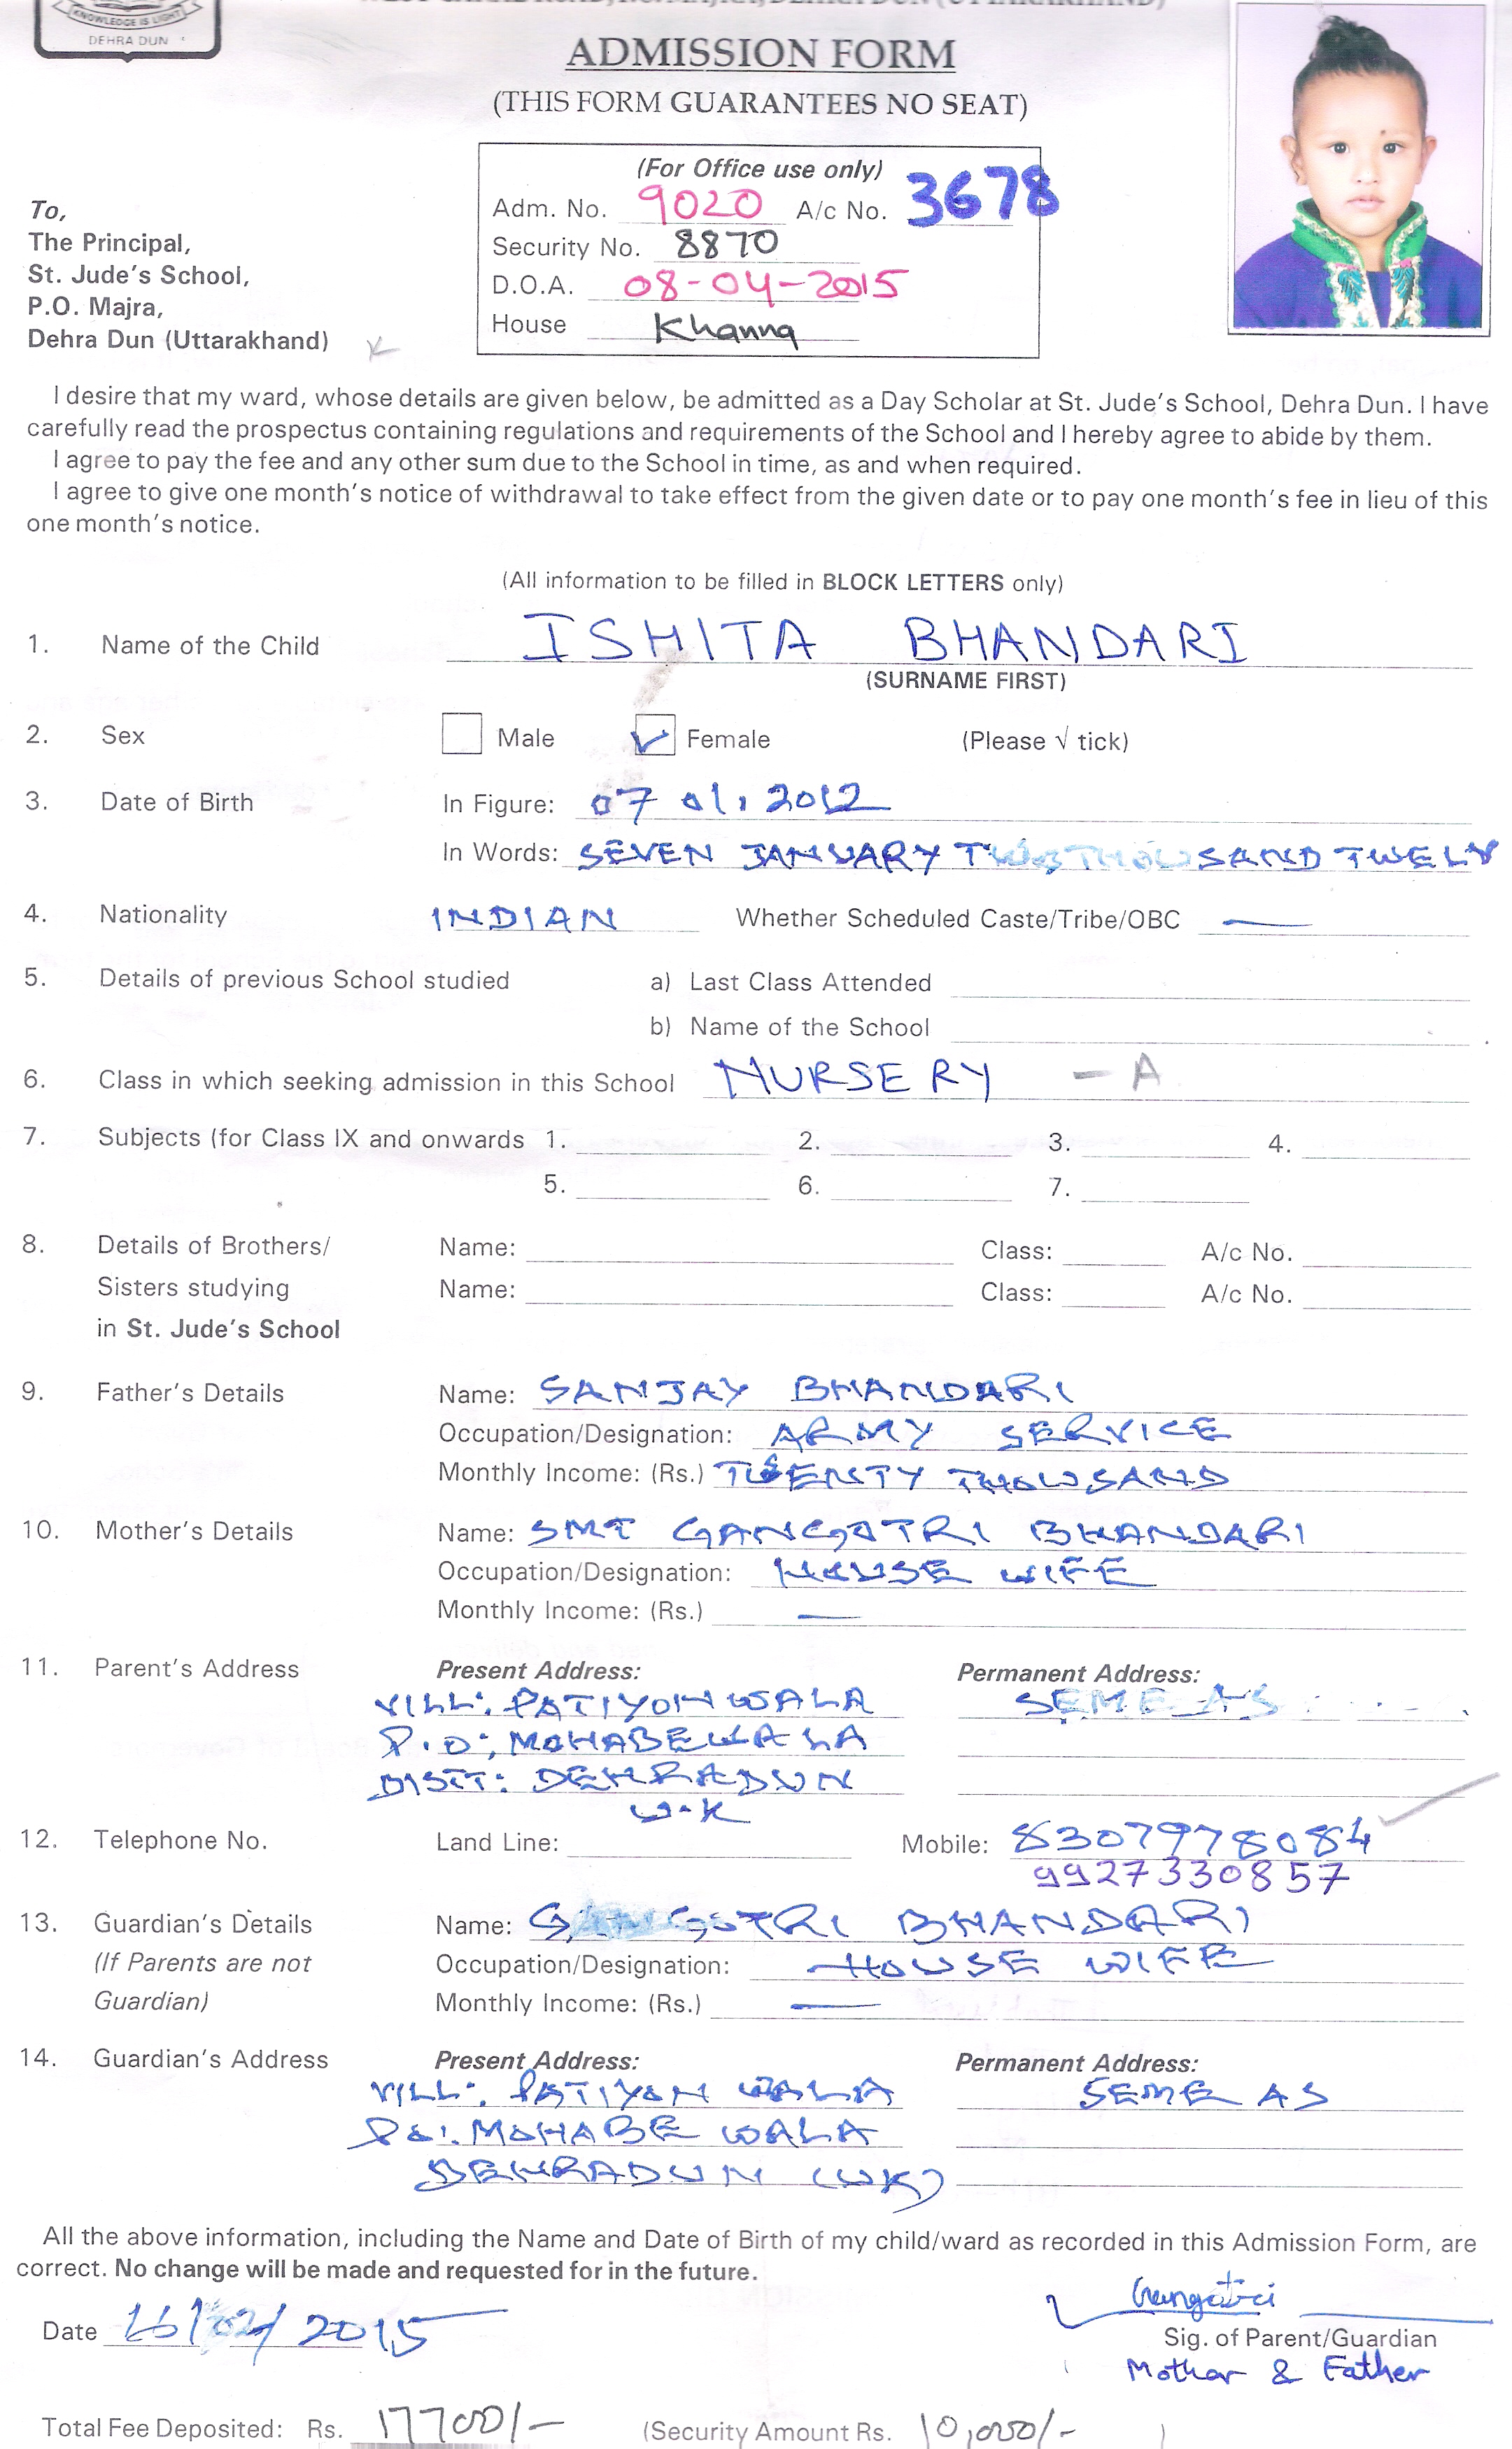 KNOWLEDGE IS LIGHT
DEHRA DUN
ADMISSION FORM
(THIS FORM GUARANTEES NO SEAT)
(For Office use only)
Adm. No. 9020 A/c No. 3678
Security No. 8870
D.O.A. 08-04-2015
House Khanna
To,
The Principal,
St. Jude's School,
P.O. Majra,
Dehra Dun (Uttarakhand)
I desire that my ward, whose details are given below, be admitted as a Day Scholar at St. Jude's School, Dehra Dun. I have
carefully read the prospectus containing regulations and requirements of the School and I hereby agree to abide by them.
I agree to pay the fee and any other sum due to the School in time, as and when required.
I agree to give one month's notice of withdrawal to take effect from the given date or to pay one month's fee in lieu of this
one month's notice.
(All information to be filled in BLOCK LETTERS only)
1. Name of the Child ISHITA BHANDARI
(SURNAME FIRST)
2. Sex Male ✓ Female (Please √ tick)
3. Date of Birth In Figure: 07 01. 2012
In Words: SEVEN JANUARY TWO THOUSAND TWELV
4. Nationality INDIAN Whether Scheduled Caste/Tribe/OBC —
5. Details of previous School studied a) Last Class Attended
b) Name of the School
6. Class in which seeking admission in this School NURSERY - A
7. Subjects (for Class IX and onwards 1. 2. 3. 4.
5. 6. 7.
8. Details of Brothers/ Name: Class: A/c No.
Sisters studying Name: Class: A/c No.
in St. Jude's School
9. Father's Details Name: SANJAY BHANDARI
Occupation/Designation: ARMY SERVICE
Monthly Income: (Rs.) TWENTY THOUSAND
10. Mother's Details Name: SMT GANGOTRI BHANDARI
Occupation/Designation: HOUSE WIFE
Monthly Income: (Rs.) —
11. Parent's Address Present Address: Permanent Address:
VILL: PATIYON WALA SEME AS
P.O: MOHABEWALA
DISTT: DEHRADUN
U.K
12. Telephone No. Land Line: Mobile: 8307978084
9927330857
13. Guardian's Details Name: GANGOTRI BHANDARI
(If Parents are not Occupation/Designation: HOUSE WIFE
Guardian) Monthly Income: (Rs.) —
14. Guardian's Address Present Address: Permanent Address:
VILL: PATIYON WALA SEME AS
PO: MOHABE WALA
DEHRADUN (UK)
All the above information, including the Name and Date of Birth of my child/ward as recorded in this Admission Form, are
correct. No change will be made and requested for in the future.
Gangotri
Date 16/02/2015
Sig. of Parent/Guardian
Mother & Father
Total Fee Deposited: Rs. 17700/- (Security Amount Rs. 10,000/- )